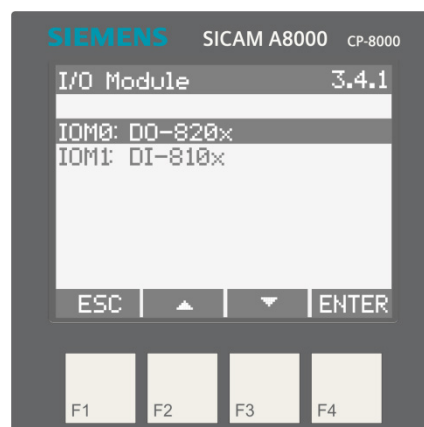 SIEMENS SICAM A8000 CP-8000
I/O Module 3.4.1
IOM0: DO-820x
IOM1: DI-810x
ESC ▲ ▼ ENTER
F1 F2 F3 F4